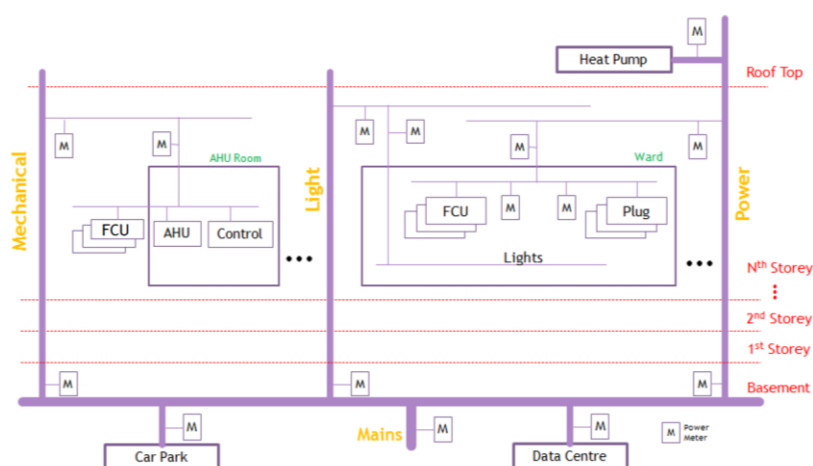 M
Heat Pump
Roof Top
M
M
M
M
M
M
AHU Room
Ward
Mechanical
Light
Power
FCU
AHU
Control
FCU
M
M
Plug
•••
Lights
•••
Nth Storey
⋮
2nd Storey
1st Storey
M
M
M
Basement
Mains
M
M
M
M
Power
Meter
Car Park
Data Centre